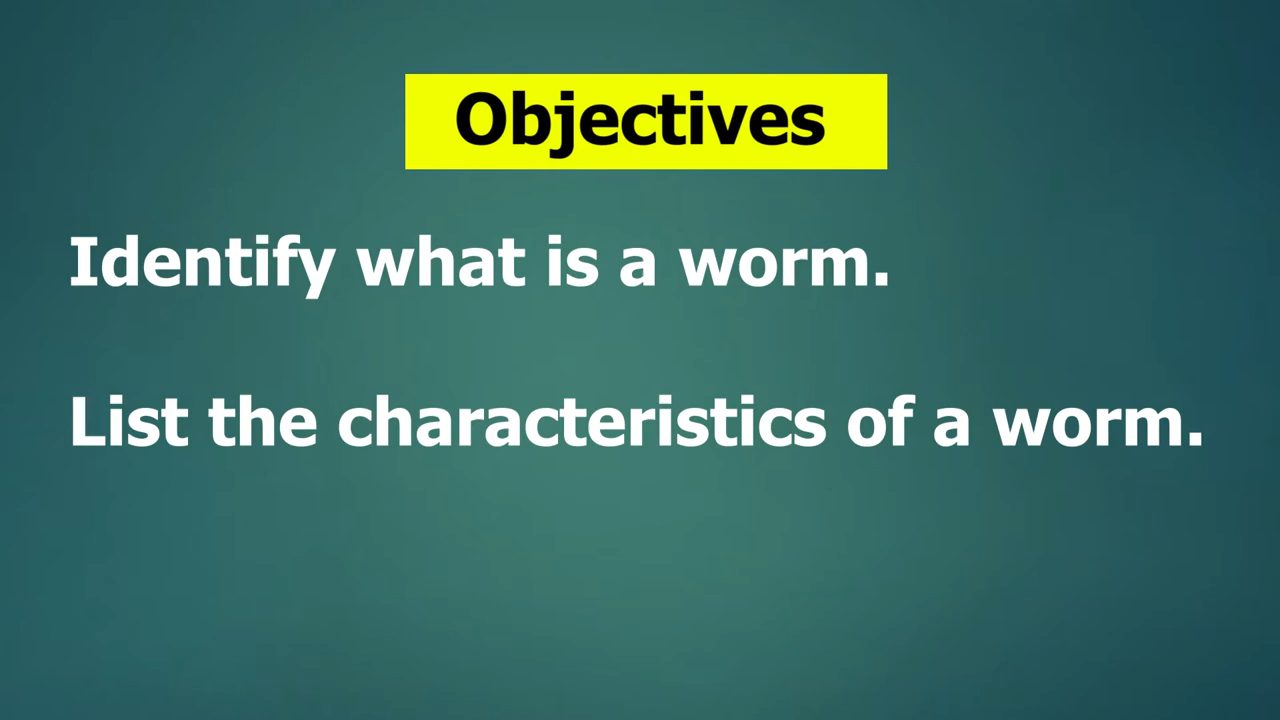 Objectives
Identify what is a worm.
List the characteristics of a worm.